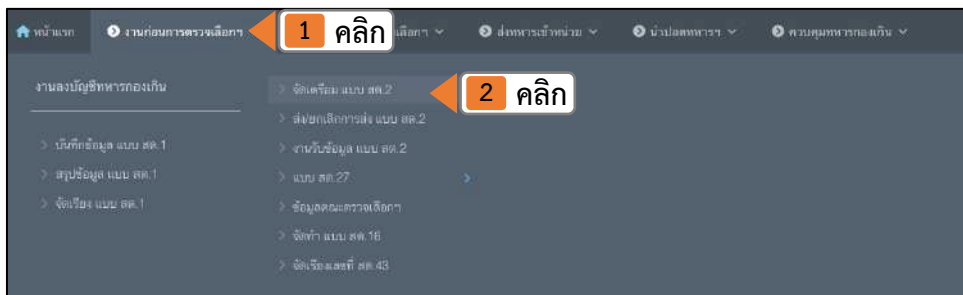 หน้าแรก งานก่อนการตรวจเลือกฯ 1 คลิก เลือกฯ ส่งทหารเข้าหน่วย นำปลดทหารฯ ควบคุมทหารกองเกิน
งานลงบัญชีทหารกองเกิน
จัดเตรียม แบบ สด.2 2 คลิก
ส่ง/ยกเลิกการส่ง แบบ สด.2
บันทึกข้อมูล แบบ สด.1
งานรับข้อมูล แบบ สด.2
สรุปข้อมูล แบบ สด.1
แบบ สด.27
จัดเรียง แบบ สด.1
ข้อมูลคณะตรวจเลือกฯ
จัดทำ แบบ สด.16
จัดเรียงเลขที่ สด.43